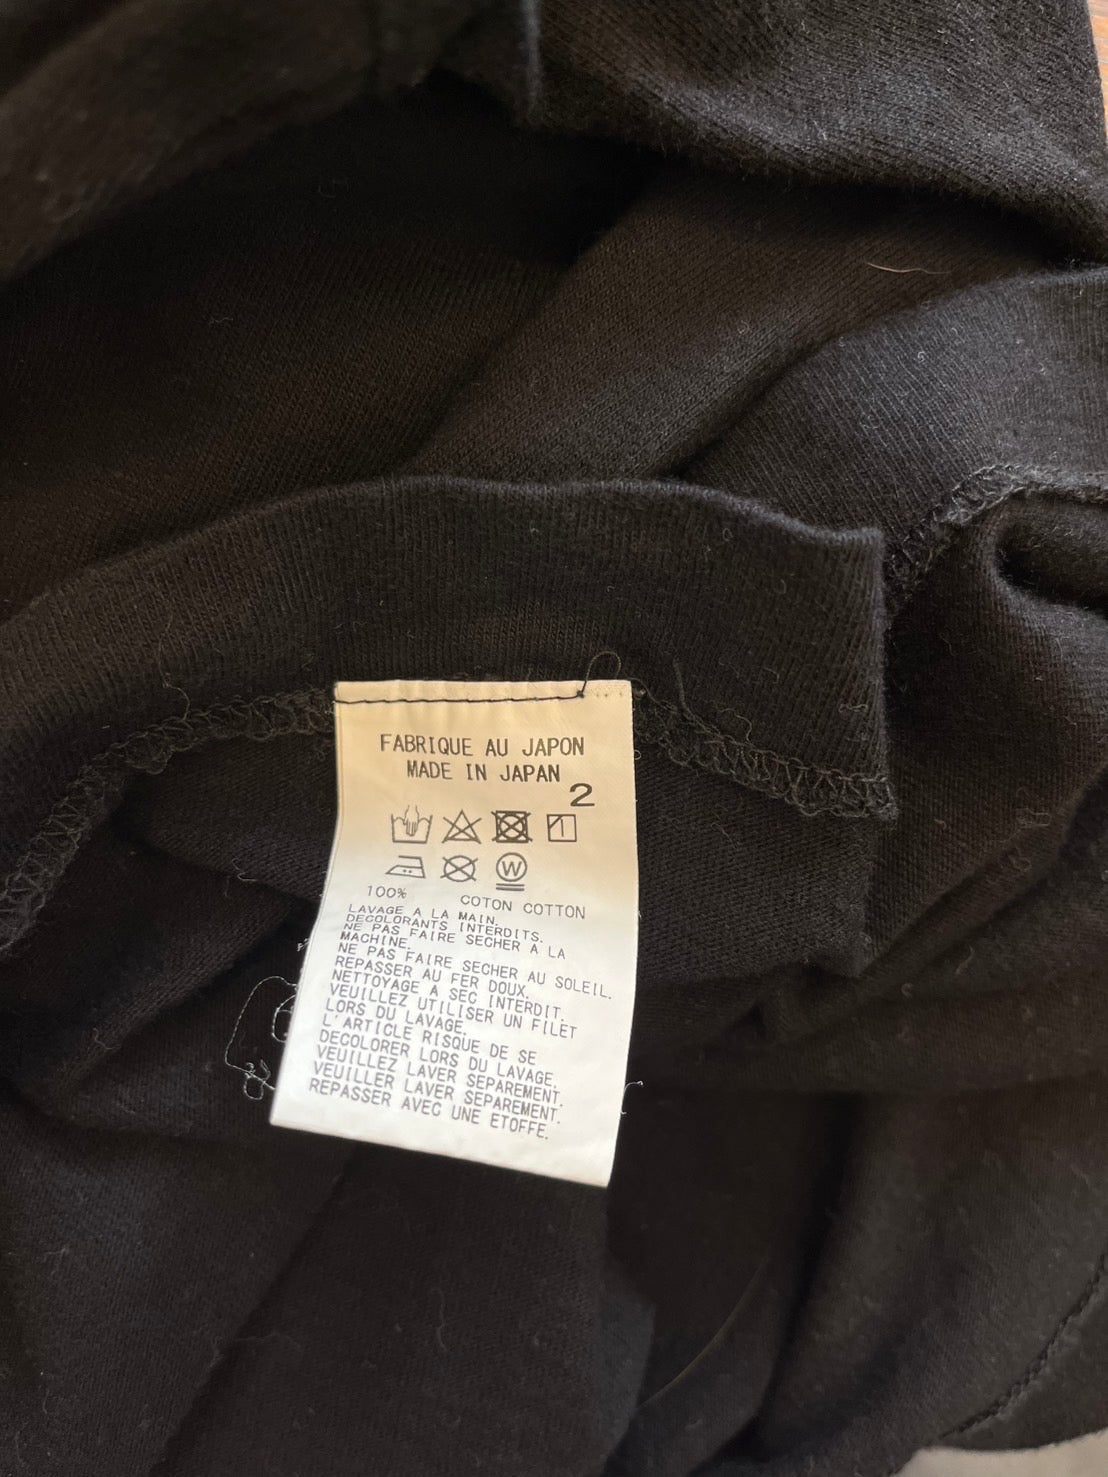 FABRIQUE AU JAPON
MADE IN JAPAN
2
W
100% COTON COTTON
LAVAGE A LA MAIN.
DECOLORANTS INTERDITS.
NE PAS FAIRE SECHER A LA
MACHINE.
NE PAS FAIRE SECHER AU SOLEIL.
REPASSER AU FER DOUX.
NETTOYAGE A SEC INTERDIT.
VEUILLEZ UTILISER UN FILET
LORS DU LAVAGE.
L'ARTICLE RISQUE DE SE
DECOLORER LORS DU LAVAGE.
VEUILLEZ LAVER SEPAREMENT.
VEUILLER LAVER SEPAREMENT.
REPASSER AVEC UNE ETOFFE.